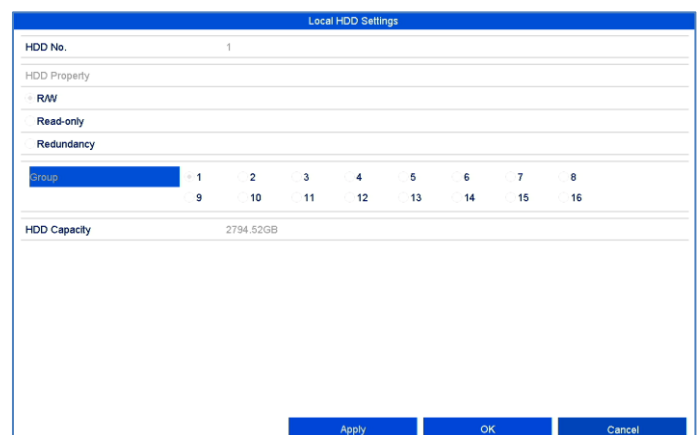 Local HDD Settings
HDD No. 1
HDD Property
R/W
Read-only
Redundancy
Group 1 2 3 4 5 6 7 8
9 10 11 12 13 14 15 16
HDD Capacity 2794.52GB
Apply OK Cancel